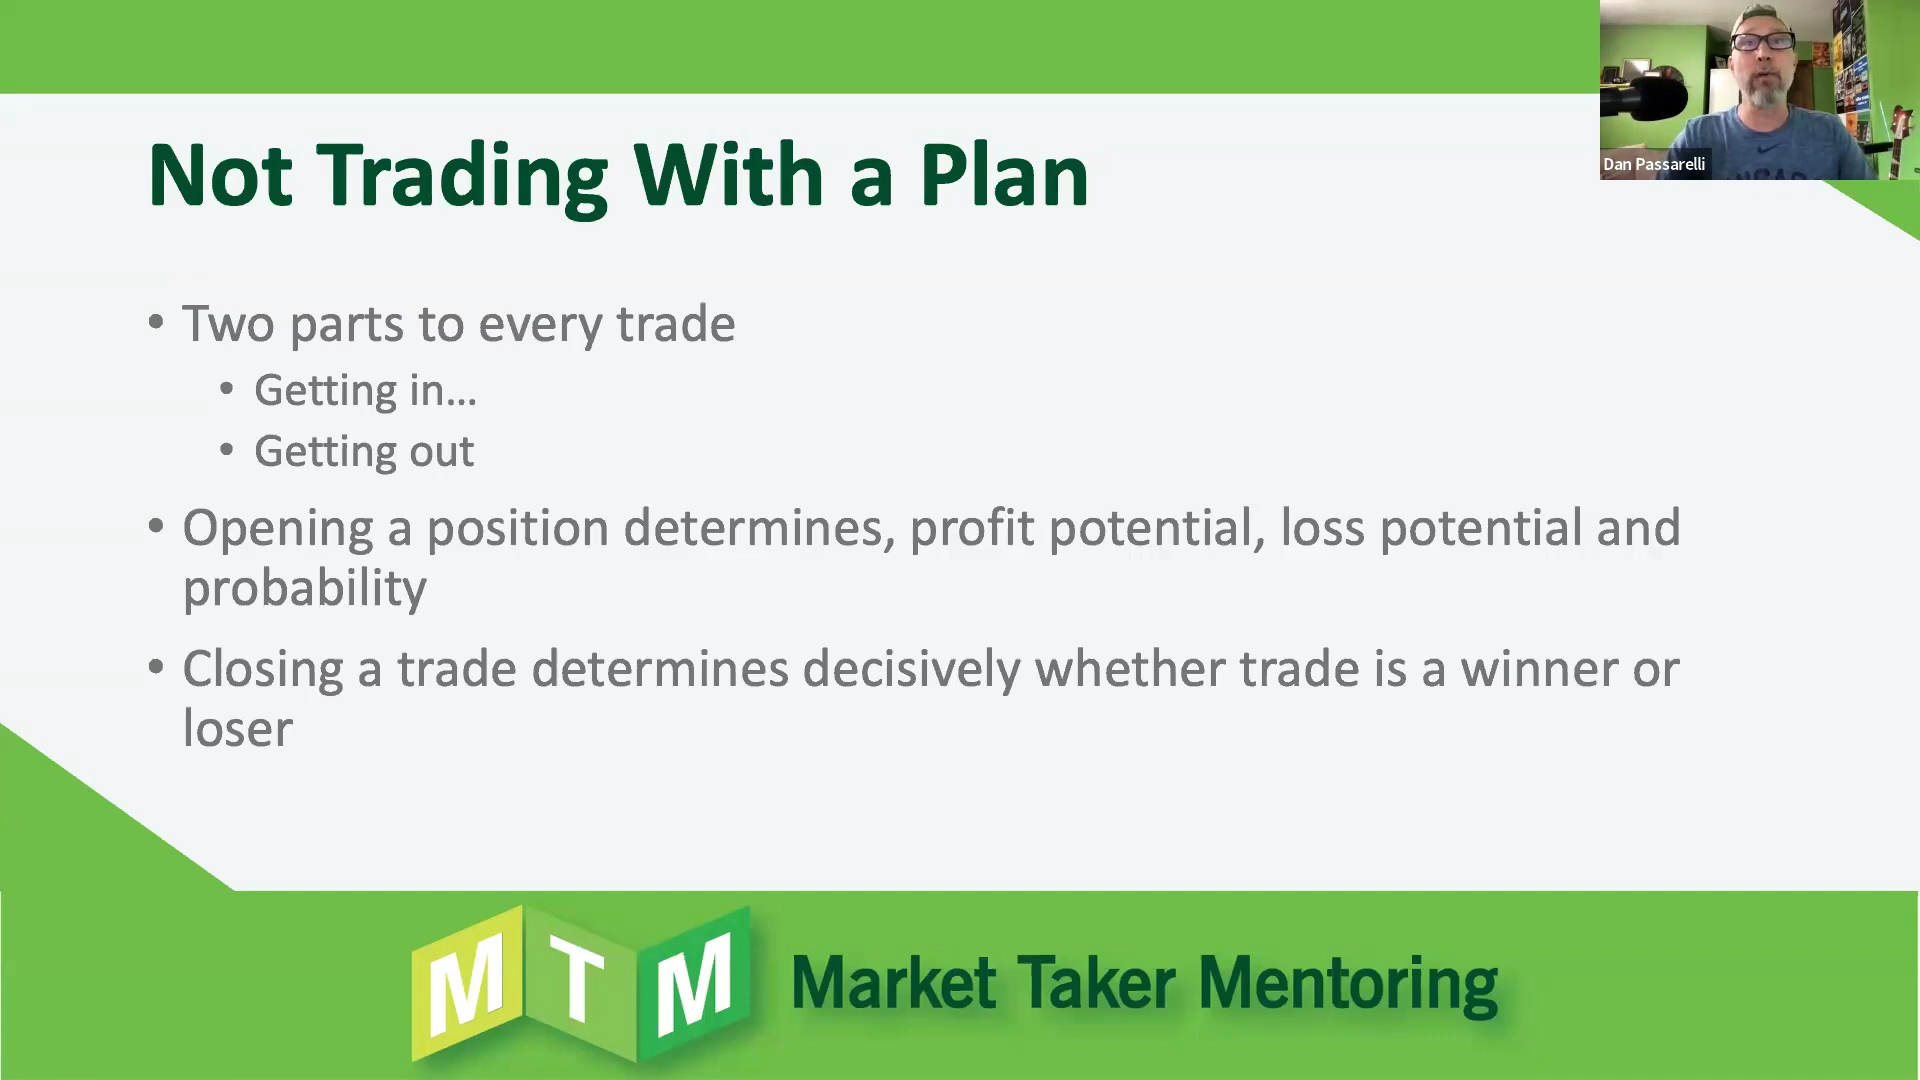 Not Trading With a Plan
Dan Passarelli
• Two parts to every trade
• Getting in…
• Getting out
• Opening a position determines, profit potential, loss potential and
probability
• Closing a trade determines decisively whether trade is a winner or
loser
MTM Market Taker Mentoring